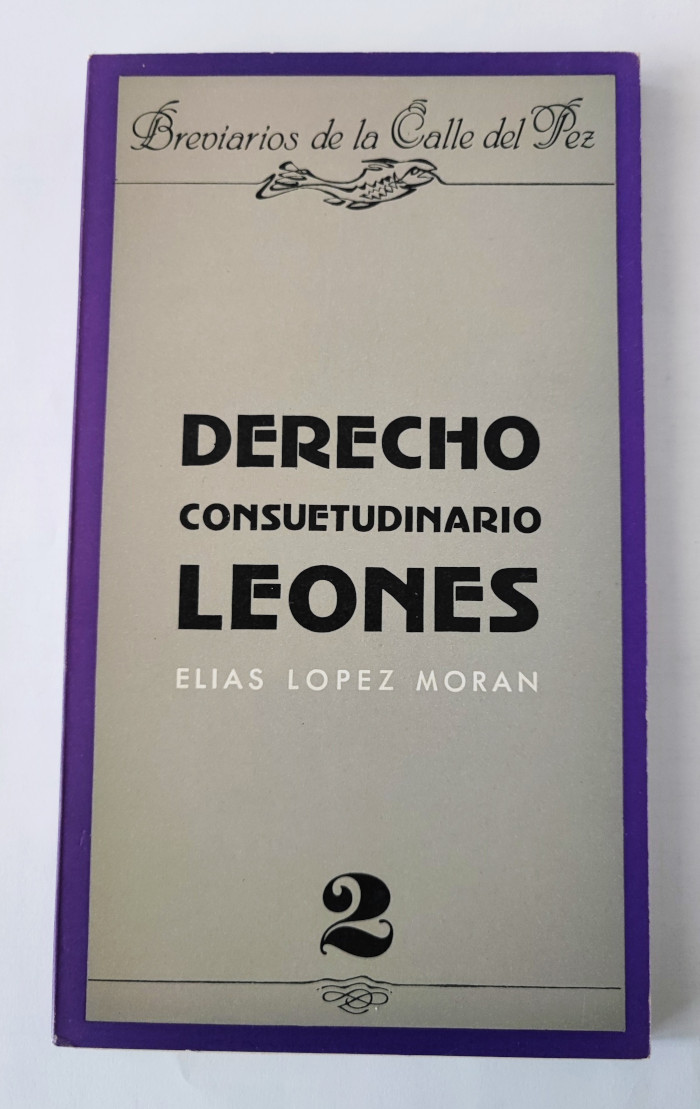 Breviarios de la Calle del Pez
DERECHO
CONSUETUDINARIO
LEONES
ELIAS LOPEZ MORAN
2